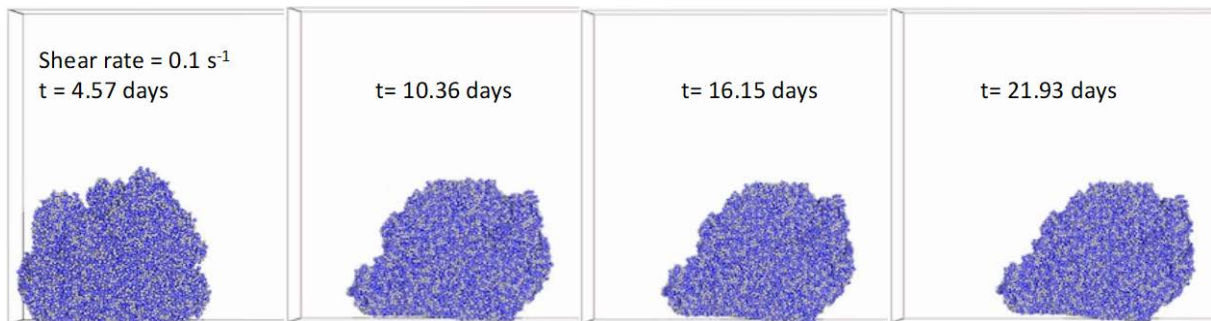 Shear rate = 0.1 s⁻¹
t = 4.57 days
t= 10.36 days
t= 16.15 days
t= 21.93 days